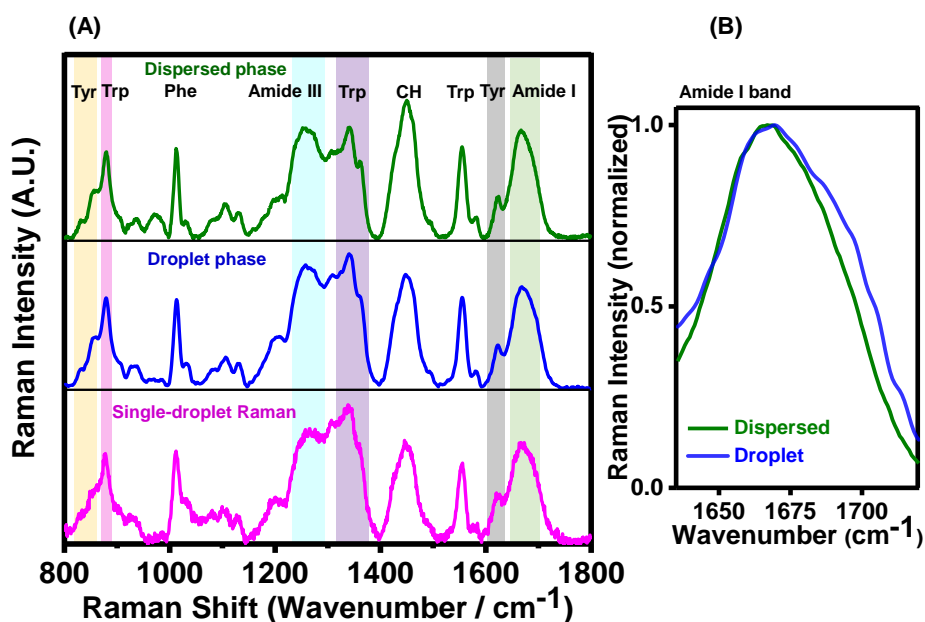 (A)
(B)
Dispersed phase
Tyr Trp Phe Amide III Trp CH Trp Tyr Amide I
Droplet phase
Single-droplet Raman
Raman Intensity (A.U.)
800 1000 1200 1400 1600 1800
Raman Shift (Wavenumber / cm-1)
Amide I band
1.0
0.5
0.0
Raman Intensity (normalized)
Dispersed
Droplet
1650 1675 1700
Wavenumber (cm-1)